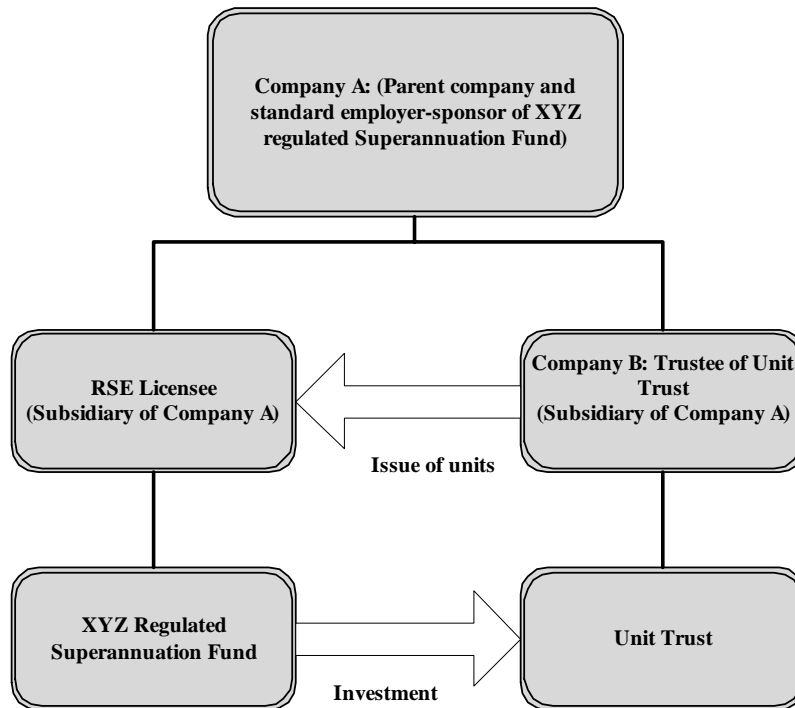 Company A: (Parent company and
standard employer-sponsor of XYZ
regulated Superannuation Fund)
RSE Licensee
(Subsidiary of Company A)
Company B: Trustee of Unit
Trust
(Subsidiary of Company A)
Issue of units
XYZ Regulated
Superannuation Fund
Unit Trust
Investment